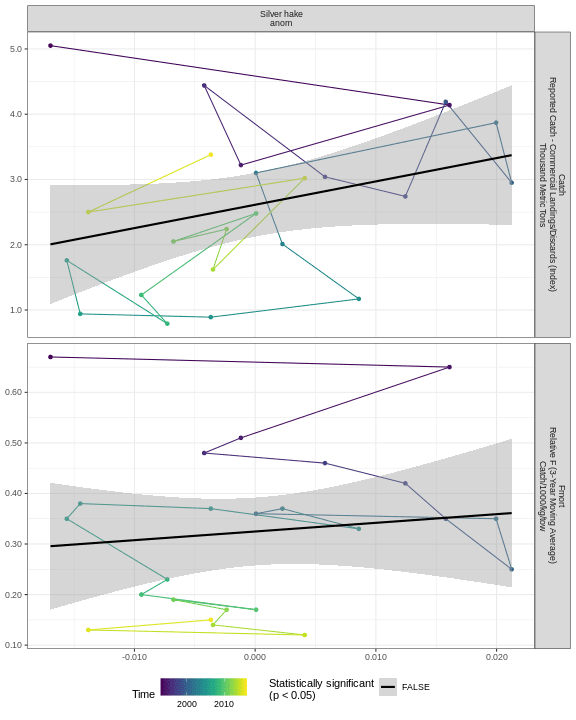 Silver hake
anom
5.0
4.0
3.0
2.0
1.0
Catch
Reported Catch - Commercial Landings/Discards (Index)
Thousand Metric Tons
0.60
0.50
0.40
0.30
0.20
0.10
Fmort
Relative F (3-Year Moving Average)
Catch/1000/kg/tow
-0.010
0.000
0.010
0.020
Time
2000
2010
Statistically significant
(p < 0.05)
FALSE